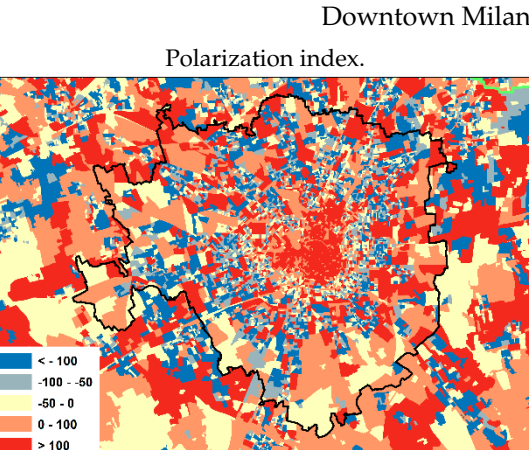 Downtown Milan
Polarization index.
< - 100
-100 - -50
-50 - 0
0 - 100
> 100